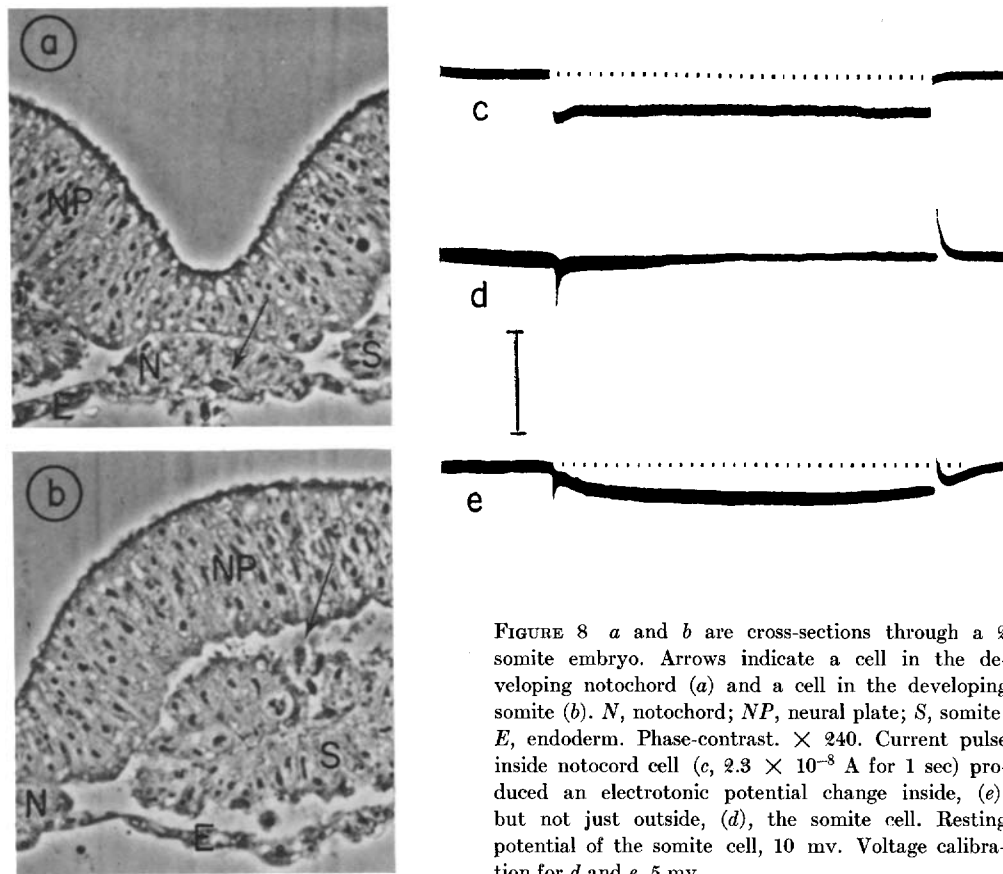 a
NP
N
S
E
b
NP
S
N
E
c
d
e
FIGURE 8 a and b are cross-sections through a 2
somite embryo. Arrows indicate a cell in the de-
veloping notochord (a) and a cell in the developing
somite (b). N, notochord; NP, neural plate; S, somite
E, endoderm. Phase-contrast. × 240. Current pulse
inside notocord cell (c, 2.3 × 10⁻⁸ A for 1 sec) pro-
duced an electrotonic potential change inside, (e)
but not just outside, (d), the somite cell. Resting
potential of the somite cell, 10 mv. Voltage calibra-
tion for d and e, 5 mv.